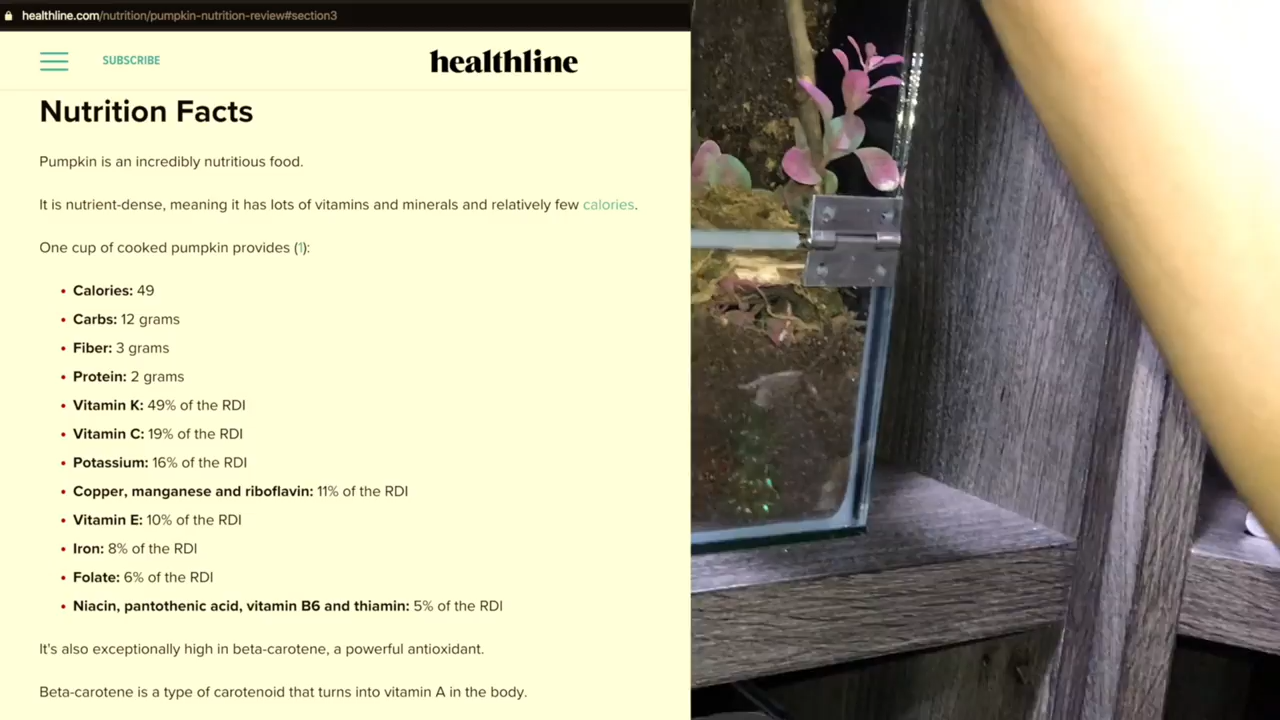 healthline.com/nutrition/pumpkin-nutrition-review#section3
SUBSCRIBE
healthline
Nutrition Facts
Pumpkin is an incredibly nutritious food.
It is nutrient-dense, meaning it has lots of vitamins and minerals and relatively few calories.
One cup of cooked pumpkin provides (1):
• Calories: 49
• Carbs: 12 grams
• Fiber: 3 grams
• Protein: 2 grams
• Vitamin K: 49% of the RDI
• Vitamin C: 19% of the RDI
• Potassium: 16% of the RDI
• Copper, manganese and riboflavin: 11% of the RDI
• Vitamin E: 10% of the RDI
• Iron: 8% of the RDI
• Folate: 6% of the RDI
• Niacin, pantothenic acid, vitamin B6 and thiamin: 5% of the RDI
It's also exceptionally high in beta-carotene, a powerful antioxidant.
Beta-carotene is a type of carotenoid that turns into vitamin A in the body.